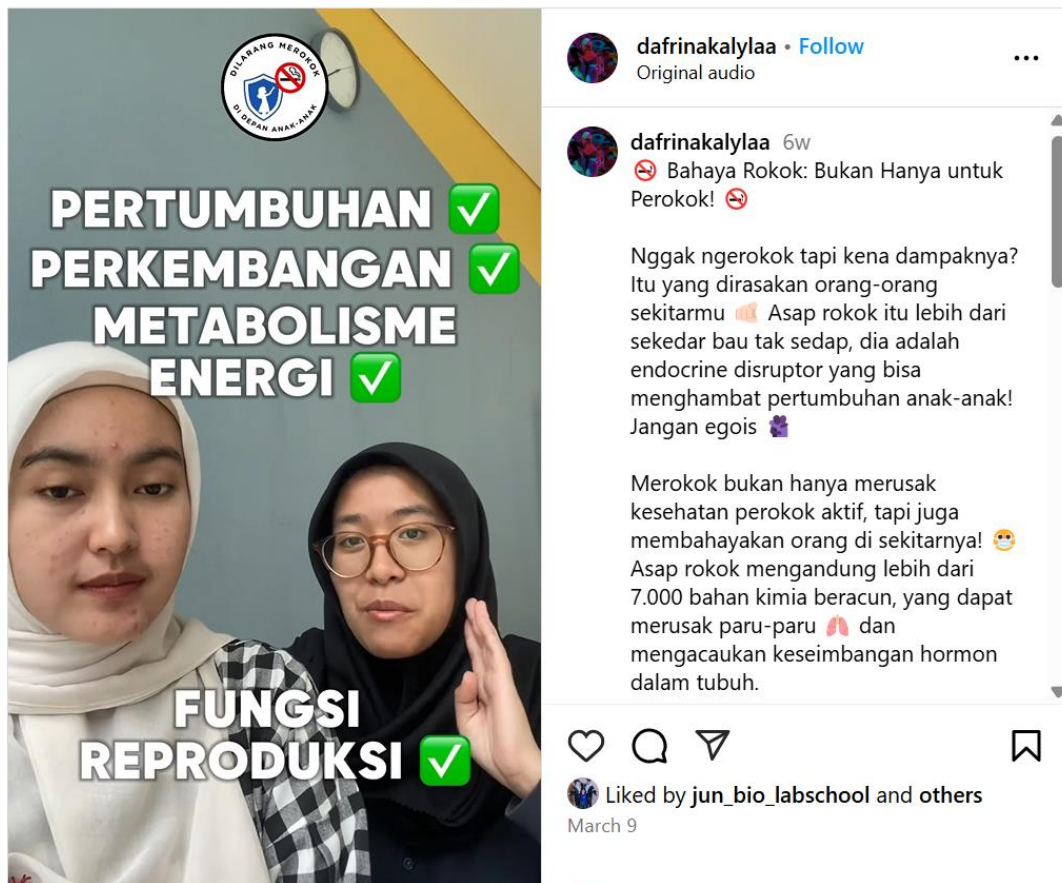 DILARANG MEROKOK
DI DEPAN ANAK-ANAK
PERTUMBUHAN ✅
PERKEMBANGAN ✅
METABOLISME
ENERGI ✅
FUNGSI
REPRODUKSI ✅
dafrinakalylaa • Follow
Original audio
dafrinakalylaa 6w
🚭 Bahaya Rokok: Bukan Hanya untuk
Perokok! 🚭
Nggak ngerokok tapi kena dampaknya?
Itu yang dirasakan orang-orang
sekitarmu 🫵🏻 Asap rokok itu lebih dari
sekedar bau tak sedap, dia adalah
endocrine disruptor yang bisa
menghambat pertumbuhan anak-anak!
Jangan egois 🫂
Merokok bukan hanya merusak
kesehatan perokok aktif, tapi juga
membahayakan orang di sekitarnya! 😷
Asap rokok mengandung lebih dari
7.000 bahan kimia beracun, yang dapat
merusak paru-paru 🫁 dan
mengacaukan keseimbangan hormon
dalam tubuh.
Liked by jun_bio_labschool and others
March 9